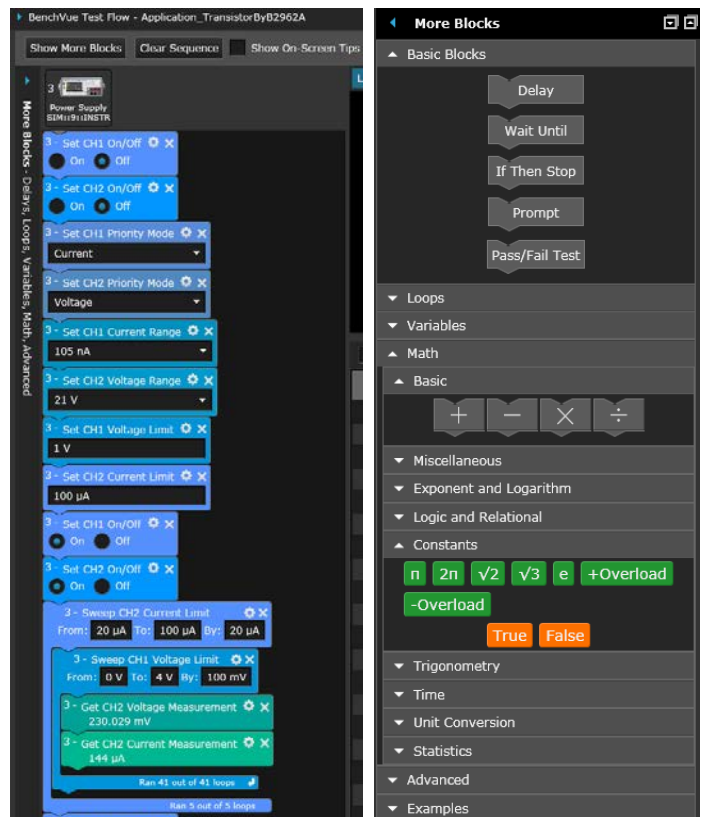 BenchVue Test Flow - Application_TransistorByB2962A
Show More Blocks Clear Sequence Show On-Screen Tips
More Blocks - Delays, Loops, Variables, Math, Advanced
3
Power Supply
L
3 - Set CH1 On/Off
On Off
3 - Set CH2 On/Off
On Off
3 - Set CH1 Priority Mode
Current
3 - Set CH2 Priority Mode
Voltage
3 - Set CH1 Current Range
105 nA
3 - Set CH2 Voltage Range
21 V
3 - Set CH1 Voltage Limit
1 V
3 - Set CH2 Current Limit
100 µA
3 - Set CH1 On/Off
On Off
3 - Set CH2 On/Off
On Off
3 - Sweep CH2 Current Limit
From: 20 µA To: 100 µA By: 20 µA
3 - Sweep CH1 Voltage Limit
From: 0 V To: 4 V By: 100 mV
3 - Get CH2 Voltage Measurement
230.029 mV
3 - Get CH2 Current Measurement
144 µA
Ran 41 out of 41 loops
Ran 5 out of 5 loops
More Blocks
Basic Blocks
Delay
Wait Until
If Then Stop
Prompt
Pass/Fail Test
Loops
Variables
Math
Basic
+ − × ÷
Miscellaneous
Exponent and Logarithm
Logic and Relational
Constants
π 2π √2 √3 e +Overload
-Overload
True False
Trigonometry
Time
Unit Conversion
Statistics
Advanced
Examples